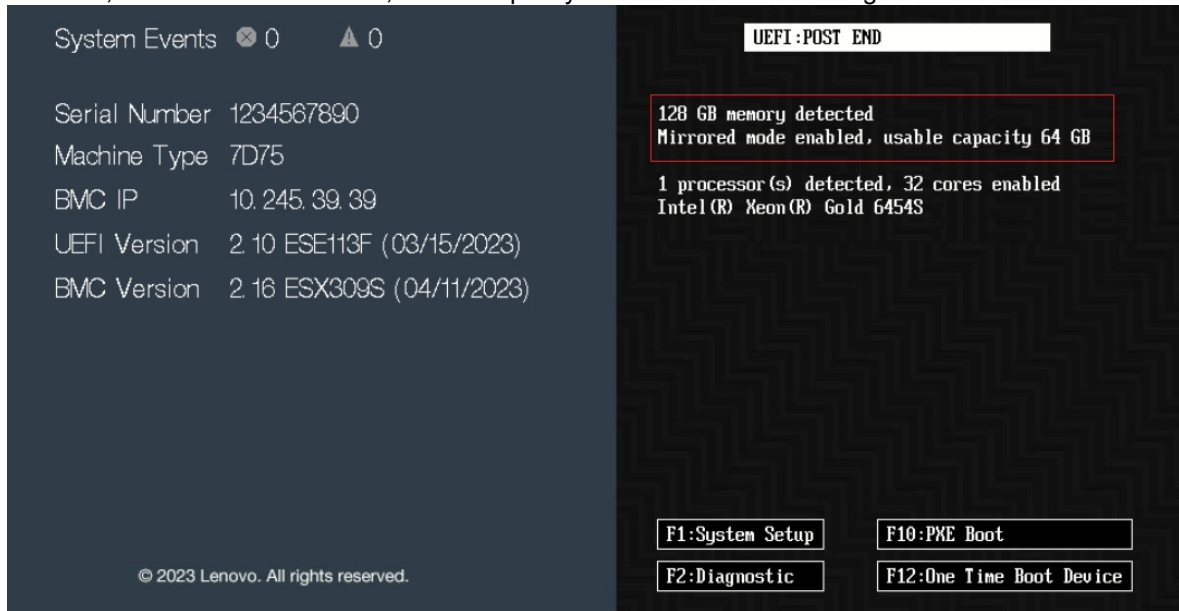 System Events 0 0
Serial Number 1234567890
Machine Type 7D75
BMC IP 10. 245. 39. 39
UEFI Version 2. 10 ESE113F (03/15/2023)
BMC Version 2. 16 ESX309S (04/11/2023)
© 2023 Lenovo. All rights reserved.
UEFI:POST END
128 GB memory detected
Mirrored mode enabled, usable capacity 64 GB
1 processor(s) detected, 32 cores enabled
Intel(R) Xeon(R) Gold 6454S
F1:System Setup
F10:PXE Boot
F2:Diagnostic
F12:One Time Boot Device